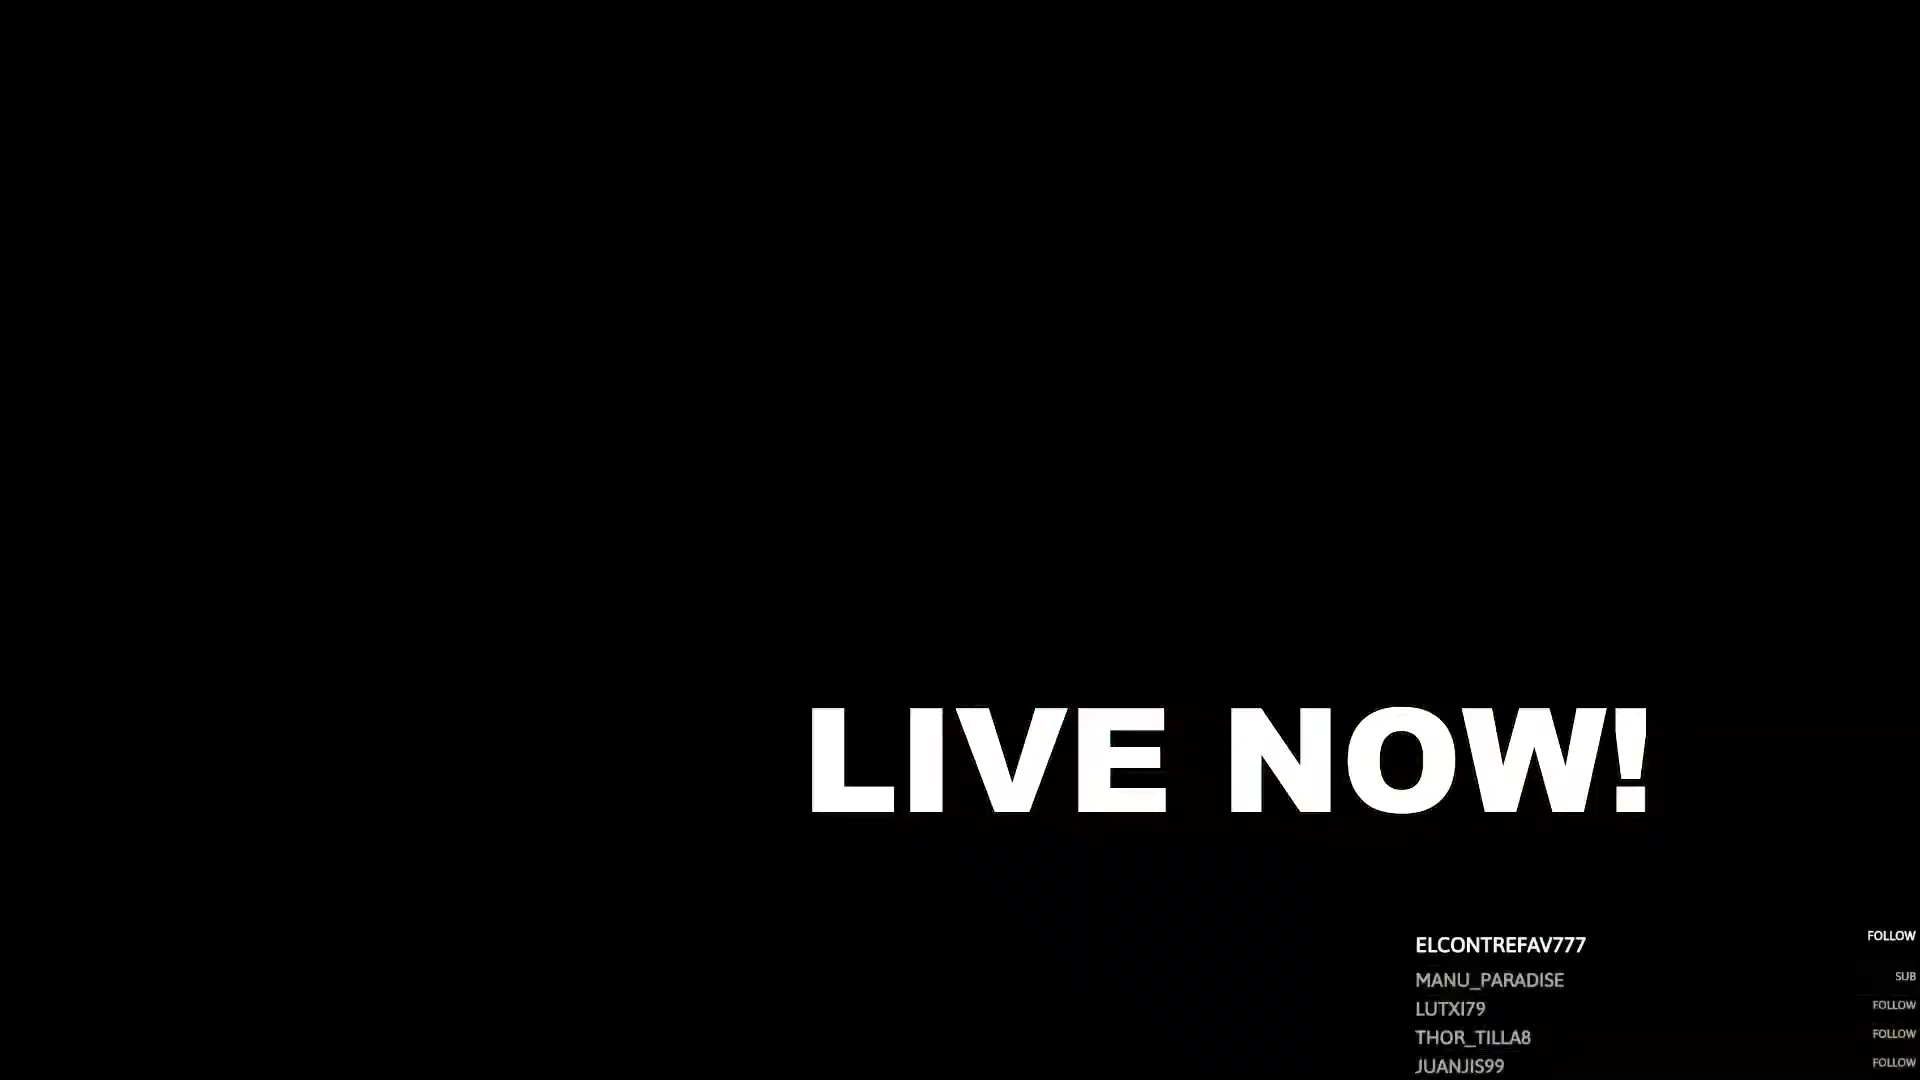 LIVE NOW!
ELCONTREFAV777 FOLLOW
MANU_PARADISE SUB
LUTXI79 FOLLOW
THOR_TILLA8 FOLLOW
JUANJIS99 FOLLOW